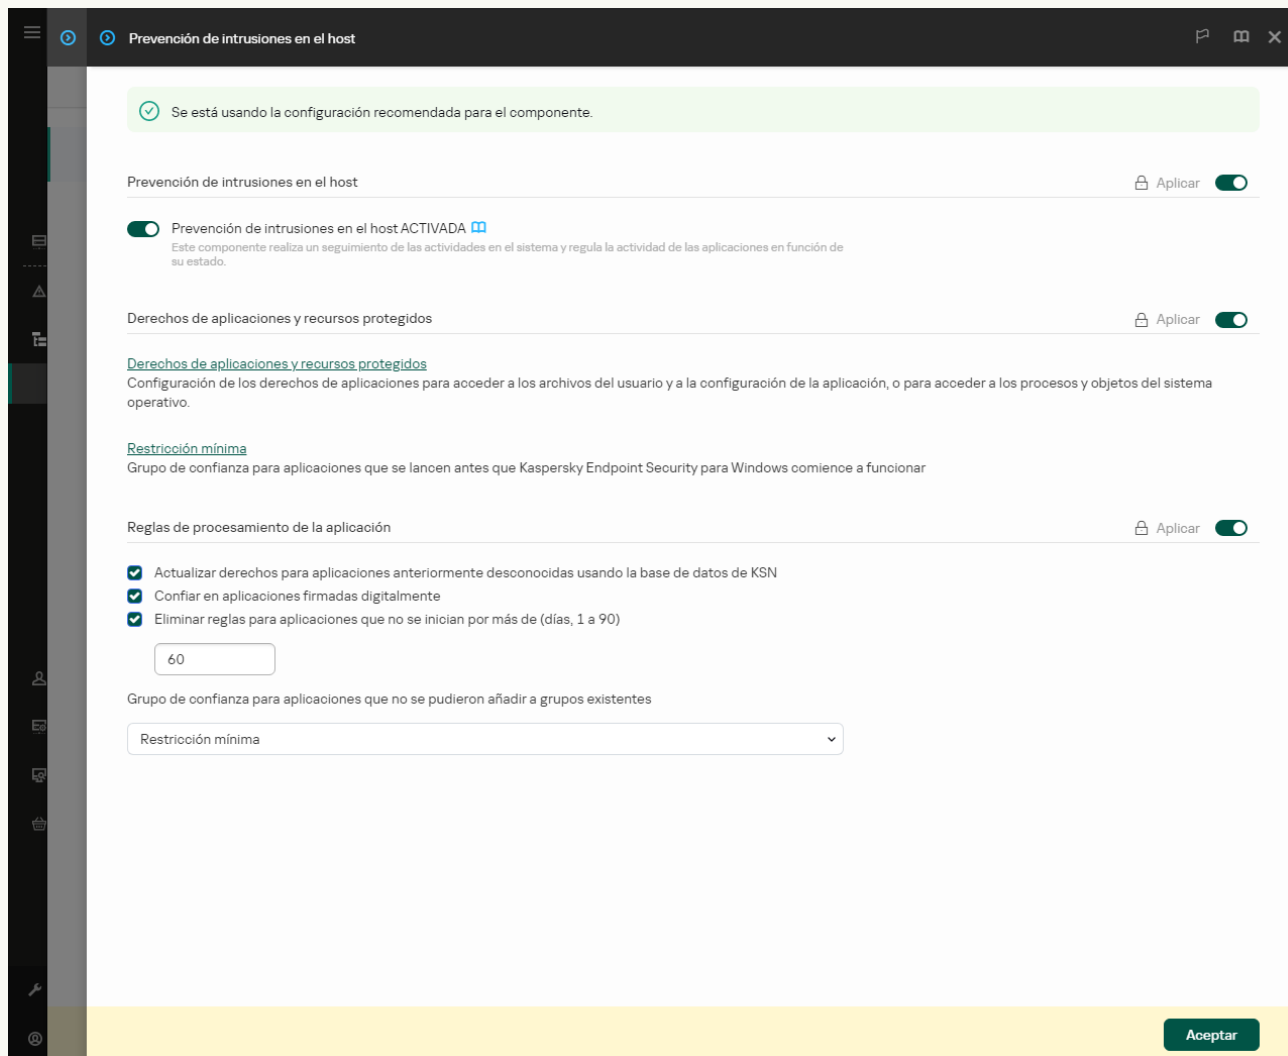 Prevención de intrusiones en el host
Se está usando la configuración recomendada para el componente.
Prevención de intrusiones en el host
Aplicar
Prevención de intrusiones en el host ACTIVADA
Este componente realiza un seguimiento de las actividades en el sistema y regula la actividad de las aplicaciones en función de
su estado.
Derechos de aplicaciones y recursos protegidos
Aplicar
Derechos de aplicaciones y recursos protegidos
Configuración de los derechos de aplicaciones para acceder a los archivos del usuario y a la configuración de la aplicación, o para acceder a los procesos y objetos del sistema
operativo.
Restricción mínima
Grupo de confianza para aplicaciones que se lancen antes que Kaspersky Endpoint Security para Windows comience a funcionar
Reglas de procesamiento de la aplicación
Aplicar
Actualizar derechos para aplicaciones anteriormente desconocidas usando la base de datos de KSN
Confiar en aplicaciones firmadas digitalmente
Eliminar reglas para aplicaciones que no se inician por más de (días, 1 a 90)
60
Grupo de confianza para aplicaciones que no se pudieron añadir a grupos existentes
Restricción mínima
Aceptar